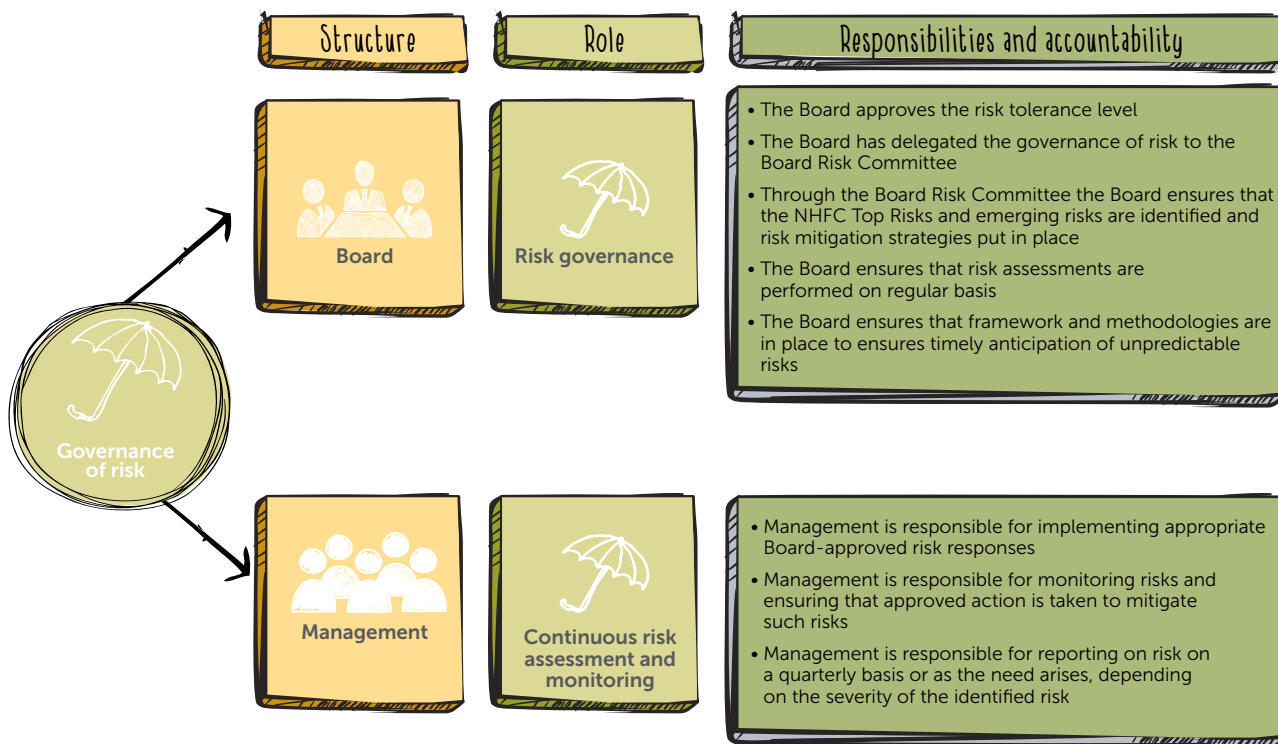 Structure
Role
Responsibilities and accountability
Governance
of risk
Board
Risk governance
• The Board approves the risk tolerance level
• The Board has delegated the governance of risk to the
Board Risk Committee
• Through the Board Risk Committee the Board ensures that
the NHFC Top Risks and emerging risks are identified and
risk mitigation strategies put in place
• The Board ensures that risk assessments are
performed on regular basis
• The Board ensures that framework and methodologies are
in place to ensures timely anticipation of unpredictable
risks
Management
Continuous risk
assessment and
monitoring
• Management is responsible for implementing appropriate
Board-approved risk responses
• Management is responsible for monitoring risks and
ensuring that approved action is taken to mitigate
such risks
• Management is responsible for reporting on risk on
a quarterly basis or as the need arises, depending
on the severity of the identified risk